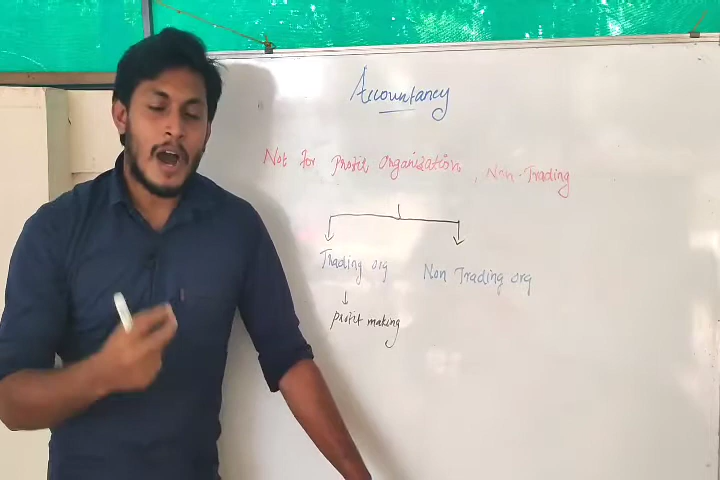 Accountancy
Not for Profit Organization, Non-Trading
Trading org
Non Trading org
profit making